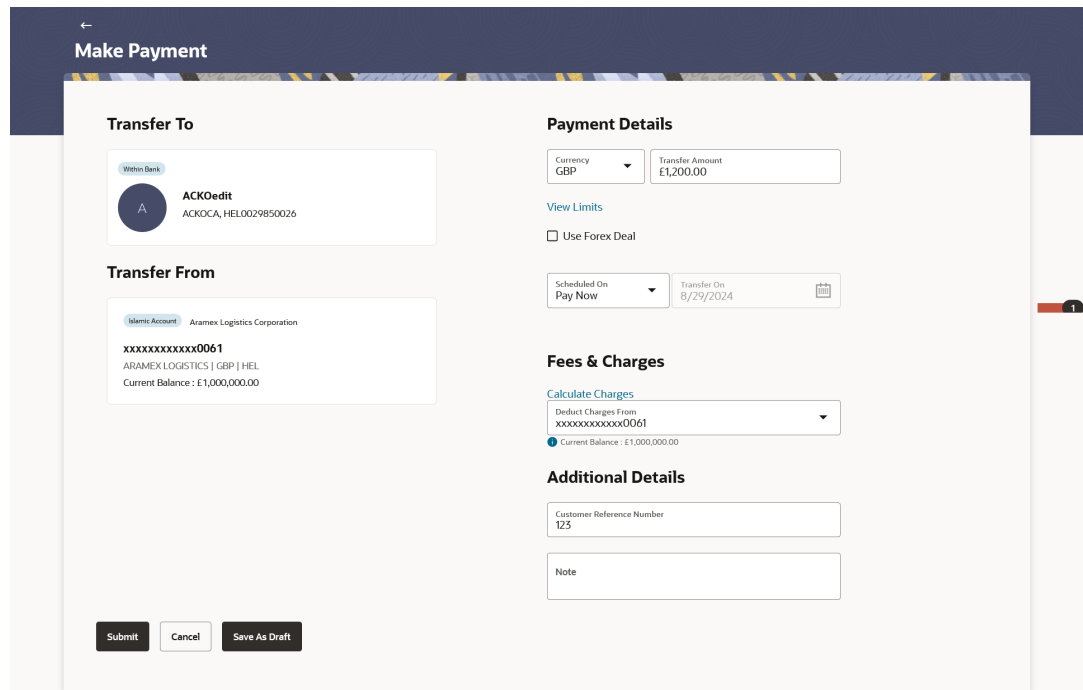 Make Payment
Transfer To
Within Bank
A
ACKOedit
ACKOCA, HEL0029850026
Transfer From
Islamic Account Aramex Logistics Corporation
xxxxxxxxxxxx0061
ARAMEX LOGISTICS | GBP | HEL
Current Balance : £1,000,000.00
Payment Details
Currency
GBP
Transfer Amount
£1,200.00
View Limits
Use Forex Deal
Scheduled On
Pay Now
Transfer On
8/29/2024
Fees & Charges
Calculate Charges
Deduct Charges From
xxxxxxxxxxxx0061
Current Balance : £1,000,000.00
Additional Details
Customer Reference Number
123
Note
Submit Cancel Save As Draft
1